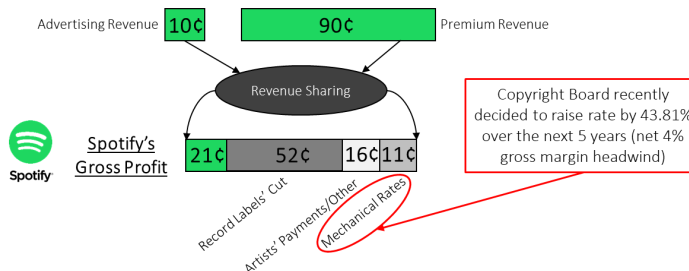 Advertising Revenue
10¢
90¢
Premium Revenue
Revenue Sharing
Copyright Board recently
decided to raise rate by 43.81%
over the next 5 years (net 4%
gross margin headwind)
Spotify
Spotify's
Gross Profit
21¢
52¢
16¢
11¢
Record Labels' Cut
Artists' Payments/Other
Mechanical Rates